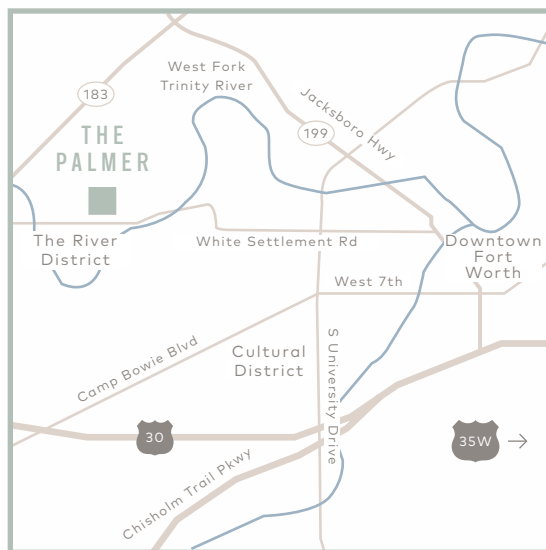 West Fork
Trinity River
183
Jacksboro Hwy
199
THE
PALMER
The River
District
White Settlement Rd
Downtown
Fort
Worth
West 7th
Camp Bowie Blvd
Cultural
District
S University Drive
30
35W
Chisholm Trail Pkwy